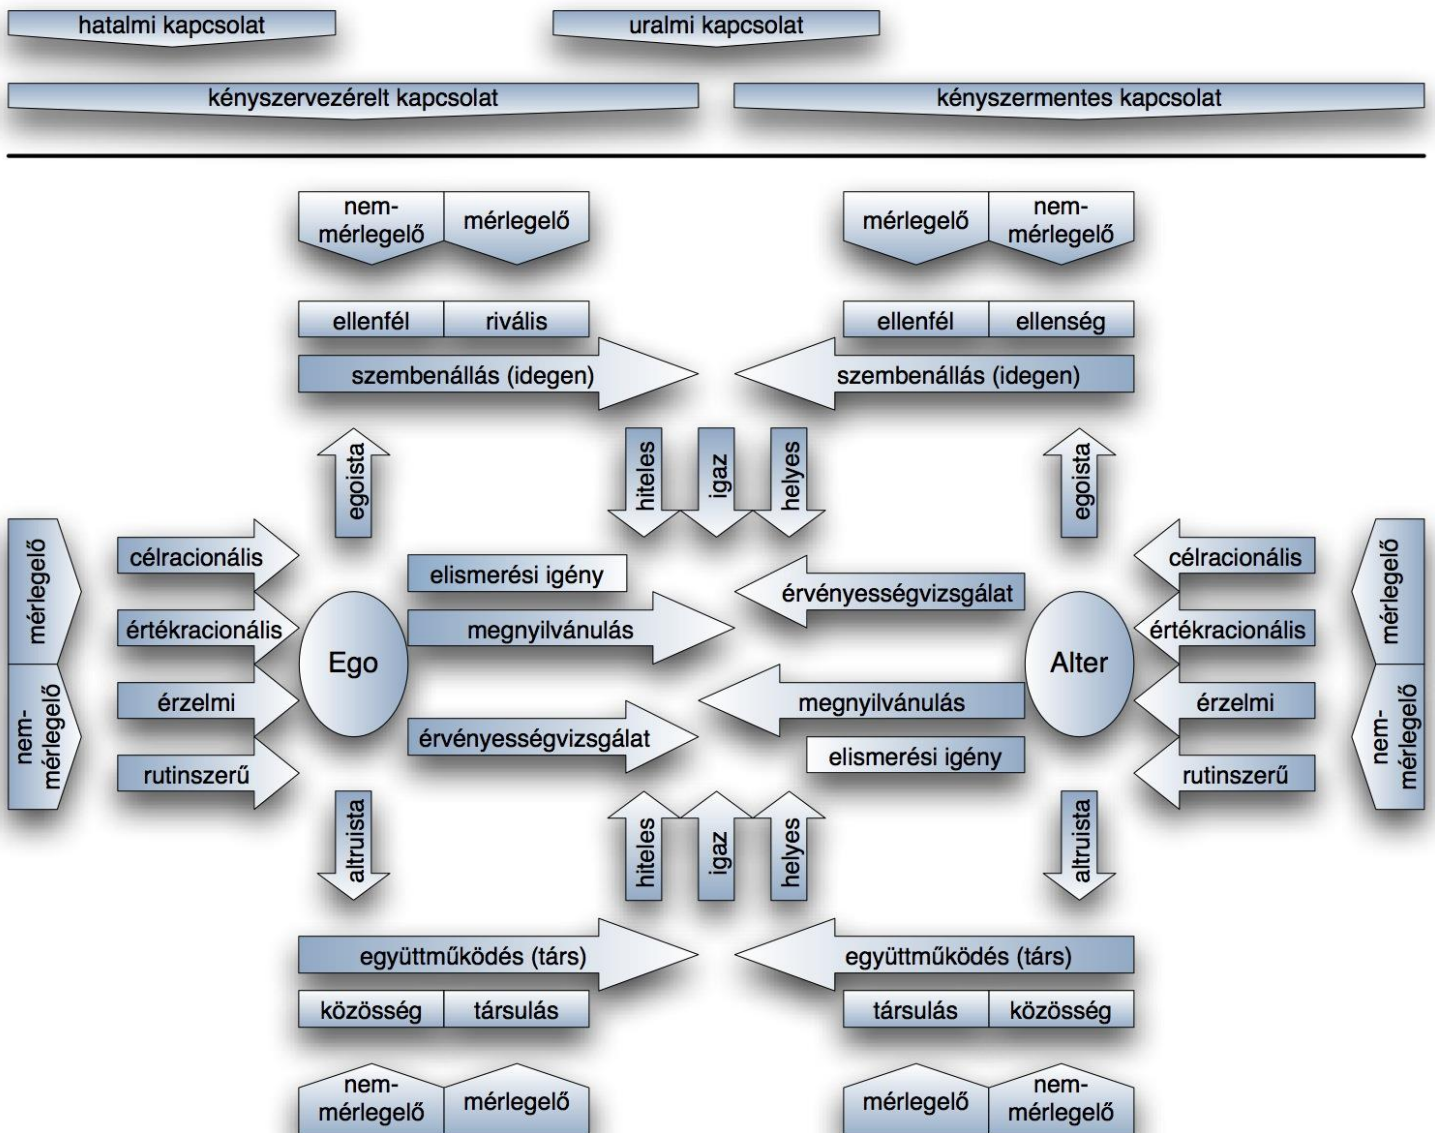 hatalmi kapcsolat
uralmi kapcsolat
kényszervezérelt kapcsolat
kényszermentes kapcsolat
nem-
mérlegelő
mérlegelő
mérlegelő
nem-
mérlegelő
ellenfél
rivális
ellenfél
ellenség
szembenállás (idegen)
szembenállás (idegen)
egoista
hiteles
igaz
helyes
egoista
mérlegelő
nem-
mérlegelő
célracionális
értékracionális
érzelmi
rutinszerű
Ego
elismerési igény
megnyilvánulás
érvényességvizsgálat
érvényességvizsgálat
megnyilvánulás
elismerési igény
Alter
célracionális
értékracionális
érzelmi
rutinszerű
mérlegelő
nem-
mérlegelő
altruista
hiteles
igaz
helyes
altruista
együttműködés (társ)
együttműködés (társ)
közösség
társulás
társulás
közösség
nem-
mérlegelő
mérlegelő
mérlegelő
nem-
mérlegelő